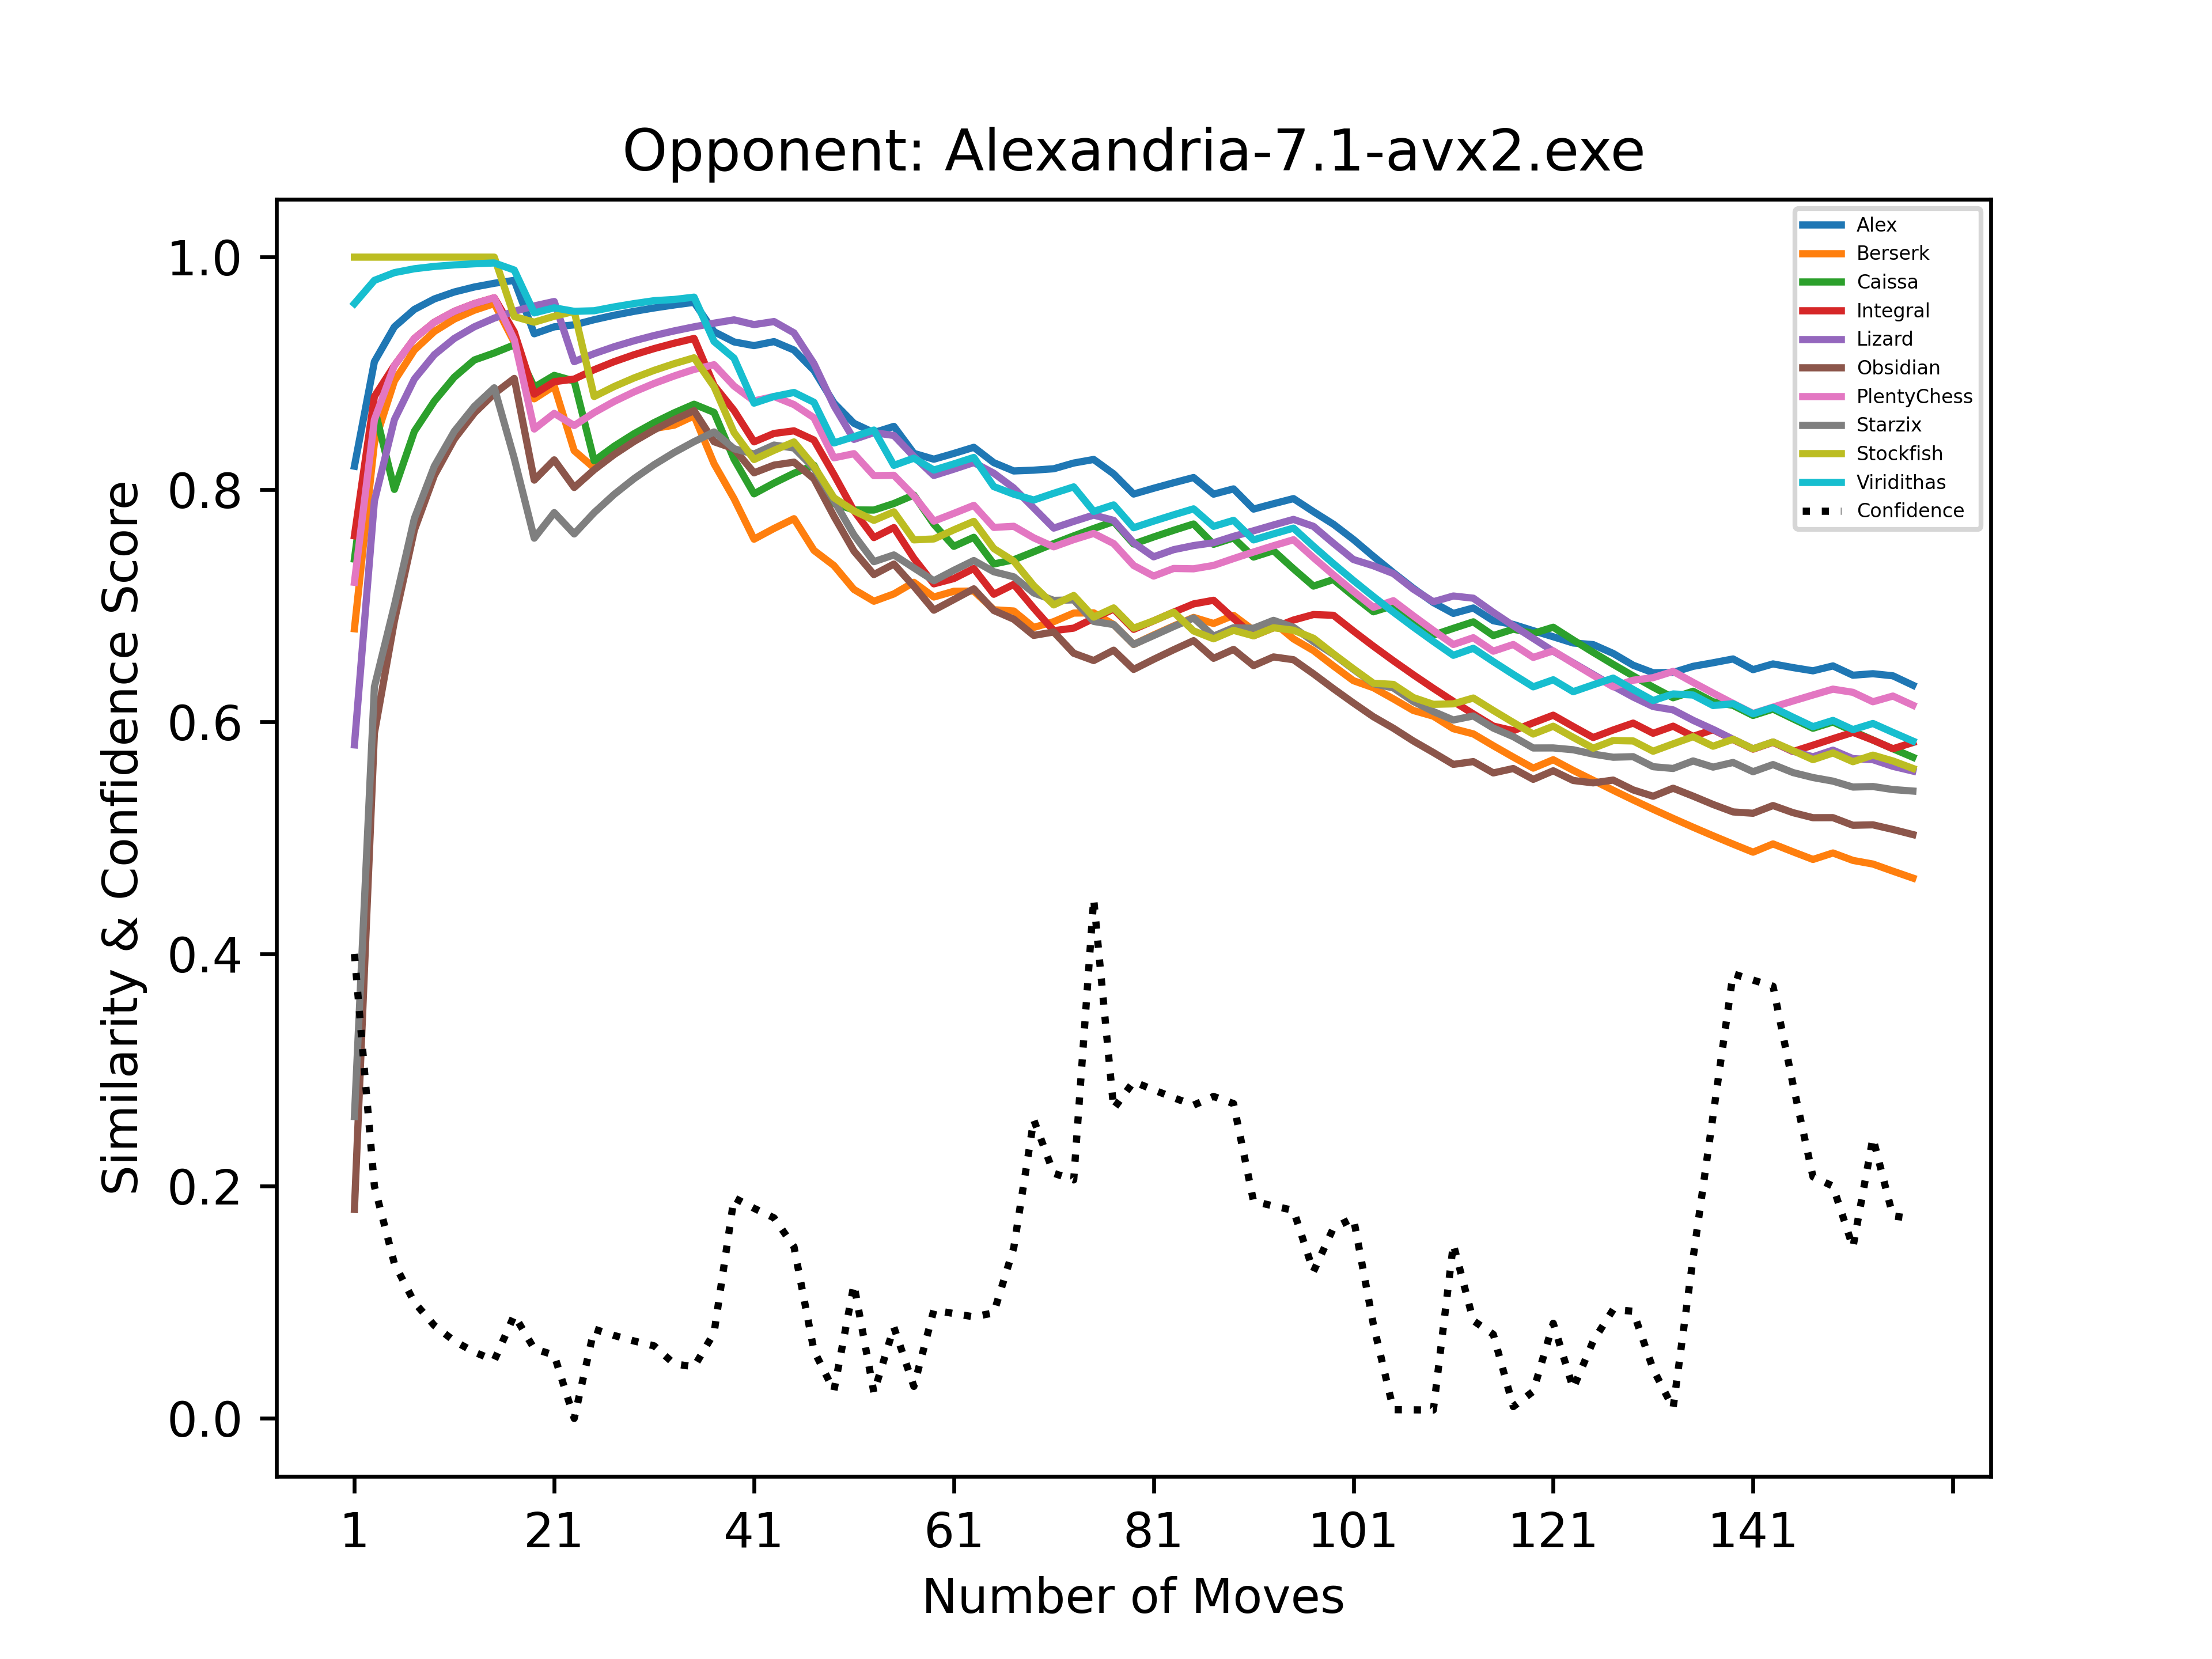 Opponent: Alexandria-7.1-avx2.exe
Similarity & Confidence Score
1.0
0.8
0.6
0.4
0.2
0.0
Alex
Berserk
Caissa
Integral
Lizard
Obsidian
PlentyChess
Starzix
Stockfish
Viridithas
Confidence
1 21 41 61 81 101 121 141
Number of Moves